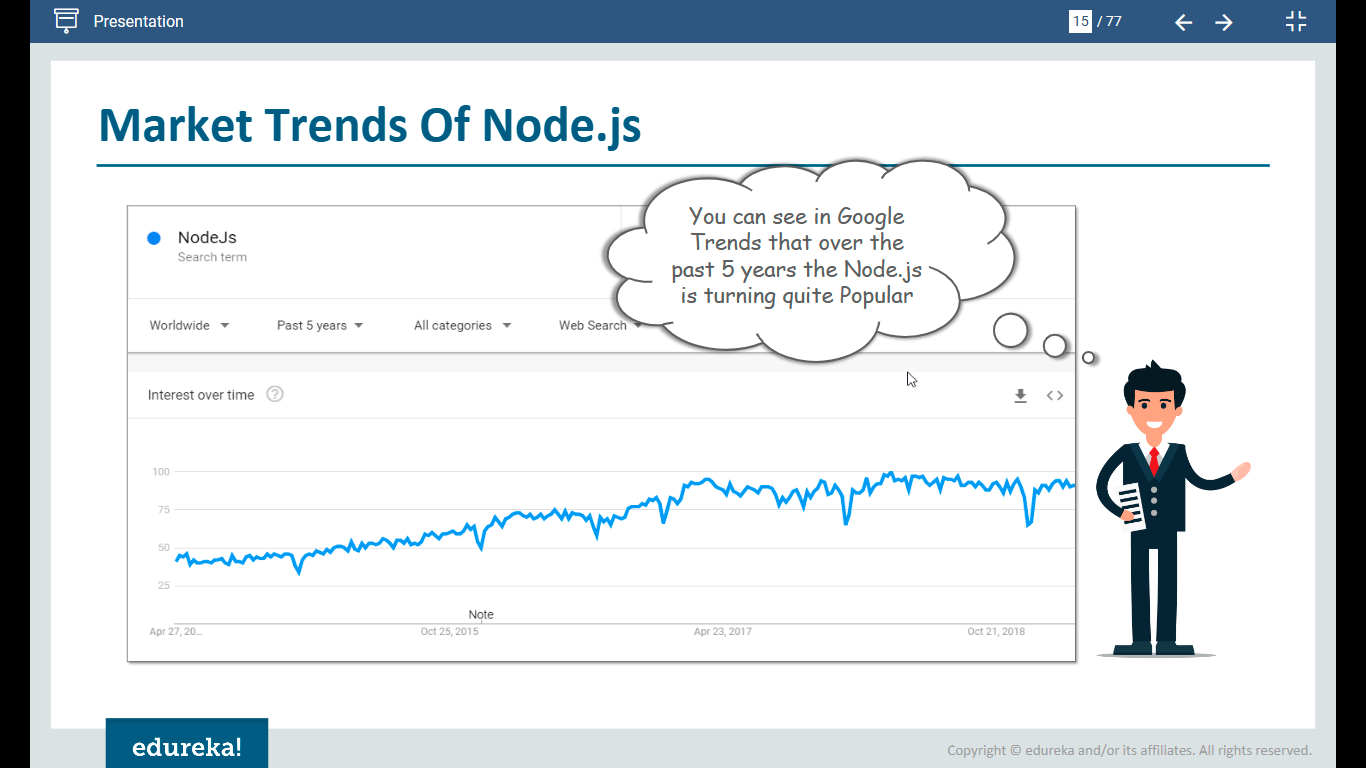 Presentation
15 / 77
Market Trends Of Node.js
You can see in Google
Trends that over the
past 5 years the Node.js
is turning quite Popular
NodeJs
Search term
Worldwide
Past 5 years
All categories
Web Search
Interest over time
?
<>
100
75
50
25
Note
Apr 27, 20...
Oct 25, 2015
Apr 23, 2017
Oct 21, 2018
edureka!
Copyright © edureka and/or its affiliates. All rights reserved.